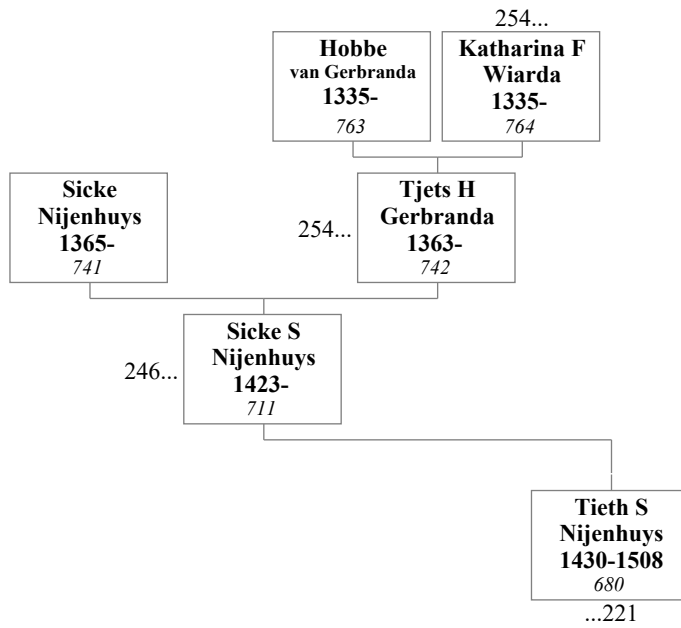 254...
Hobbe
van Gerbranda
1335-
763
Katharina F
Wiarda
1335-
764
Sicke
Nijenhuys
1365-
741
254...
Tjets H
Gerbranda
1363-
742
246...
Sicke S
Nijenhuys
1423-
711
Tieth S
Nijenhuys
1430-1508
680
...221